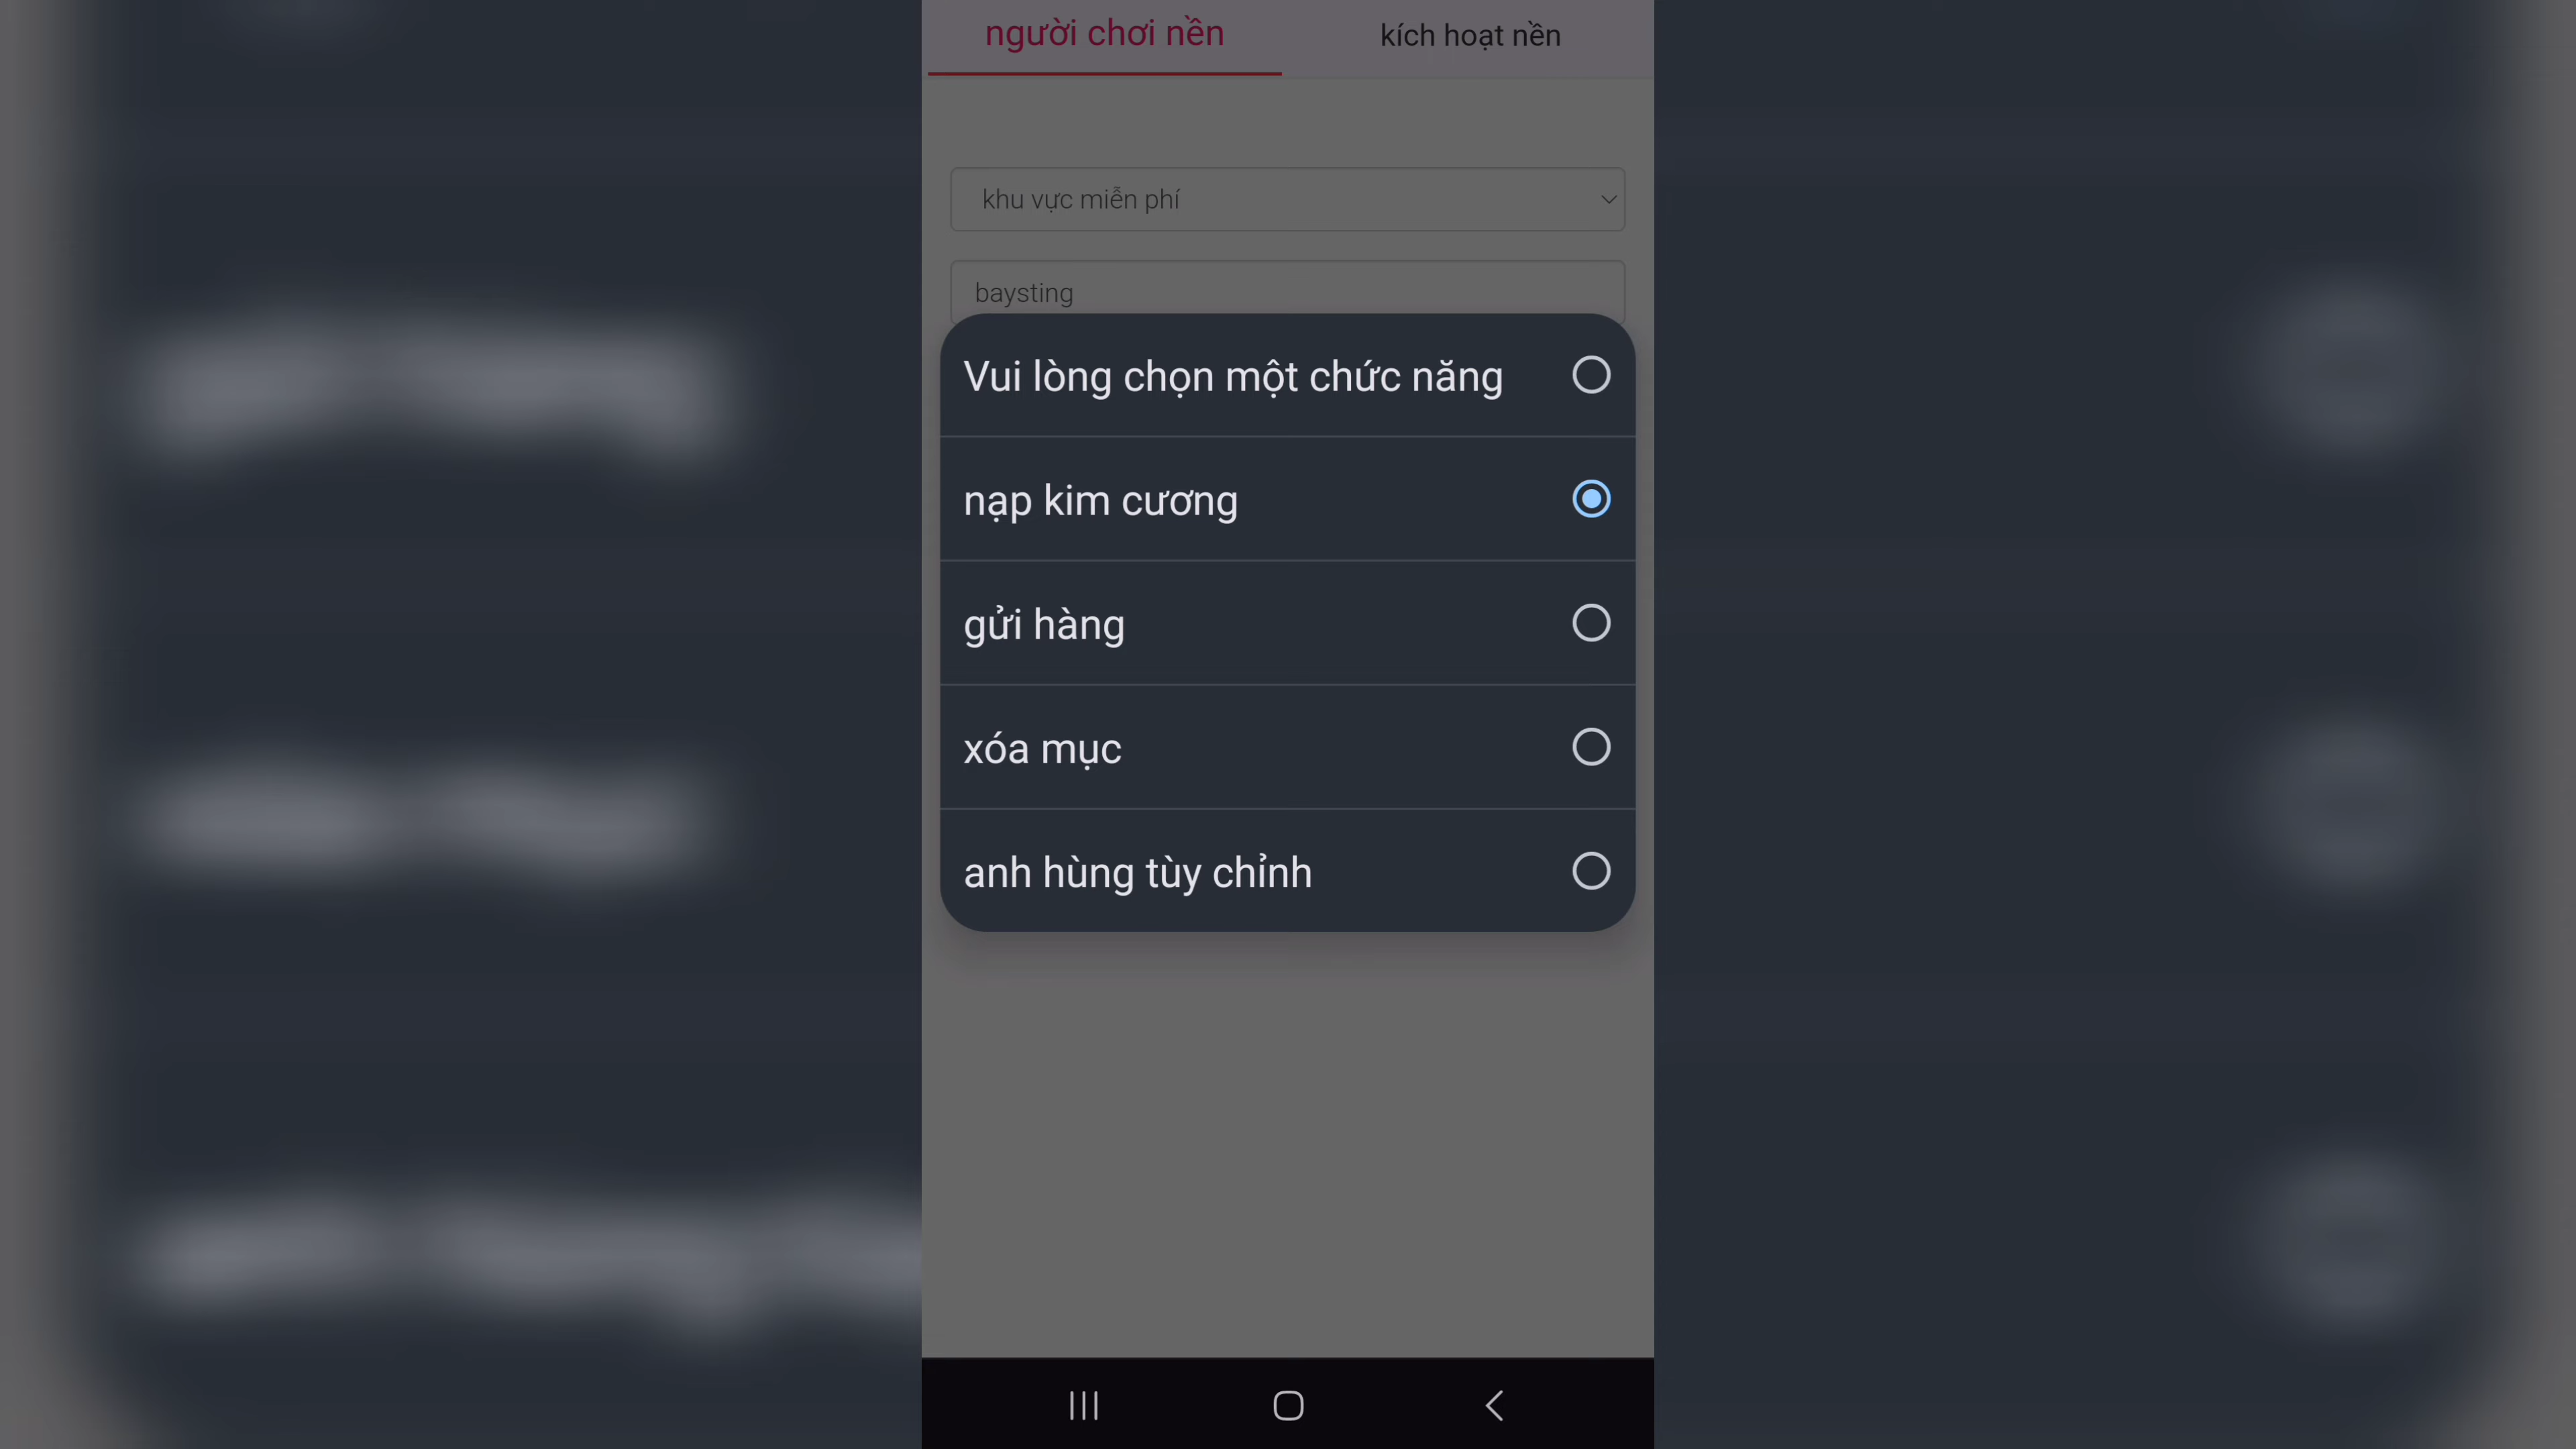 người chơi nền
kích hoạt nền
khu vực miễn phí
baysting
Vui lòng chọn một chức năng
nạp kim cương
gửi hàng
xóa mục
anh hùng tùy chỉnh